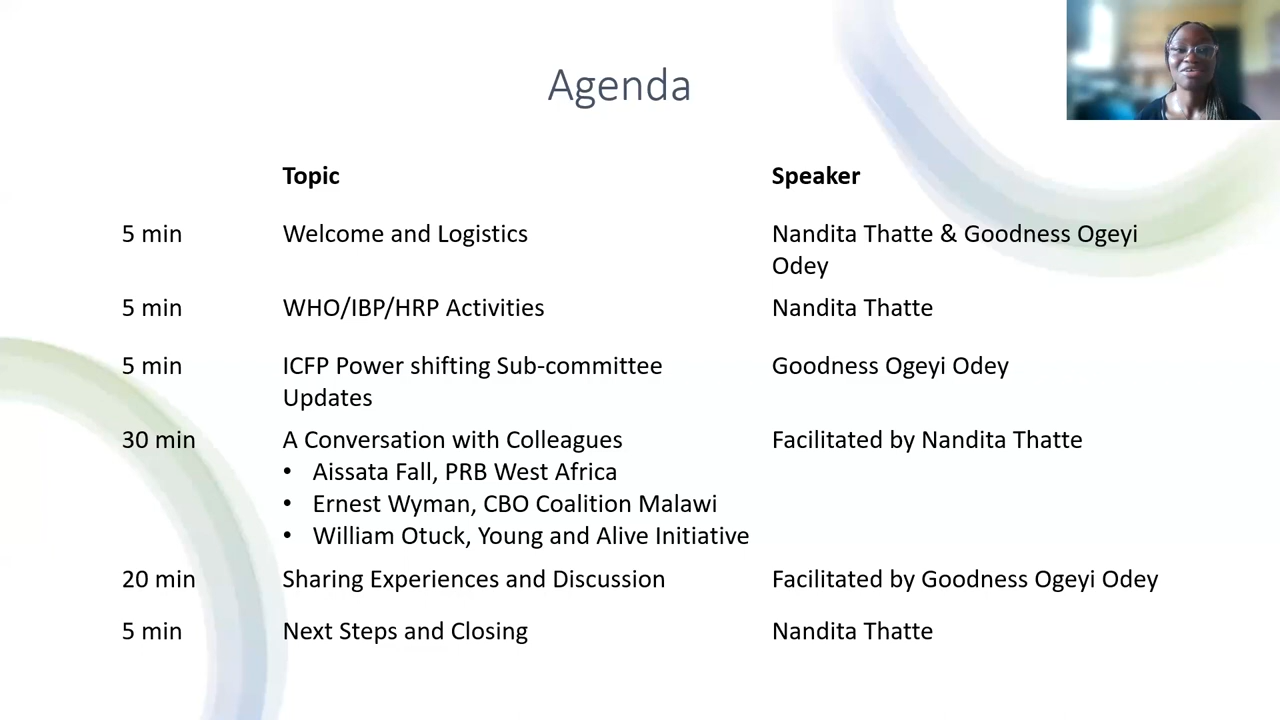 Agenda
Topic Speaker
5 min Welcome and Logistics Nandita Thatte & Goodness Ogeyi
Odey
5 min WHO/IBP/HRP Activities Nandita Thatte
5 min ICFP Power shifting Sub-committee Goodness Ogeyi Odey
Updates
30 min A Conversation with Colleagues Facilitated by Nandita Thatte
• Aissata Fall, PRB West Africa
• Ernest Wyman, CBO Coalition Malawi
• William Otuck, Young and Alive Initiative
20 min Sharing Experiences and Discussion Facilitated by Goodness Ogeyi Odey
5 min Next Steps and Closing Nandita Thatte